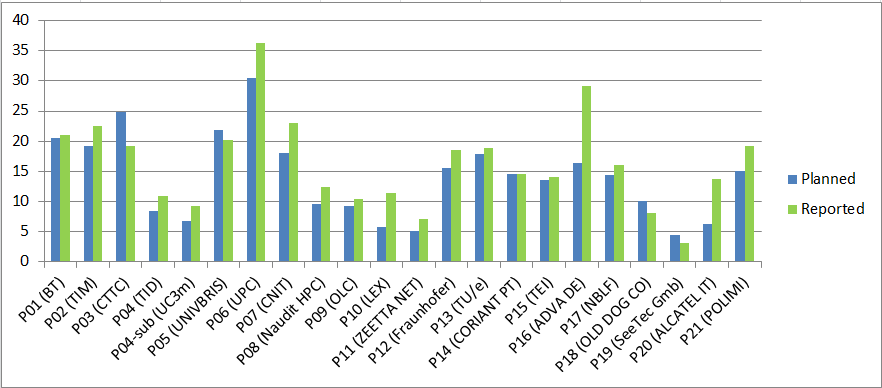 40
35
30
25
20
15
10
5
0
P01 (BT)
P02 (TIM)
P03 (CTTC)
P04 (TID)
P04-sub (UC3m)
P05 (UNIVBRIS)
P06 (UPC)
P07 (CNIT)
P08 (Naudit HPC)
P09 (OLC)
P10 (LEX)
P11 (ZEETTA NET)
P12 (Fraunhofer)
P13 (TU/e)
P14 (CORIANT PT)
P15 (TEI)
P16 (ADVA DE)
P17 (NBLF)
P18 (OLD DOG CO)
P19 (SeeTec Gmb)
P20 (ALCATEL IT)
P21 (POLIMI)
Planned
Reported